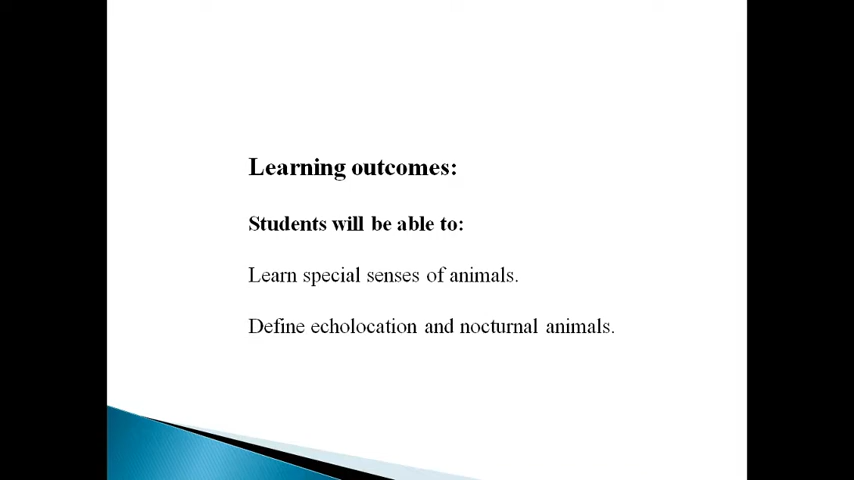 Learning outcomes:
Students will be able to:
Learn special senses of animals.
Define echolocation and nocturnal animals.